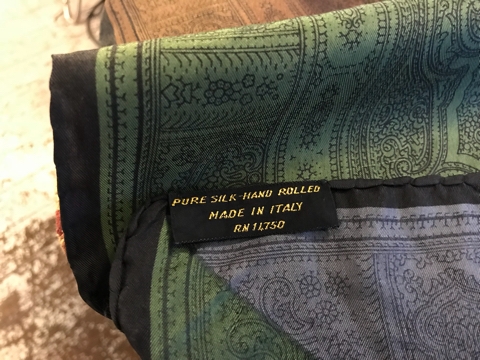 PURE SILK-HAND ROLLED
MADE IN ITALY
RN 11,750